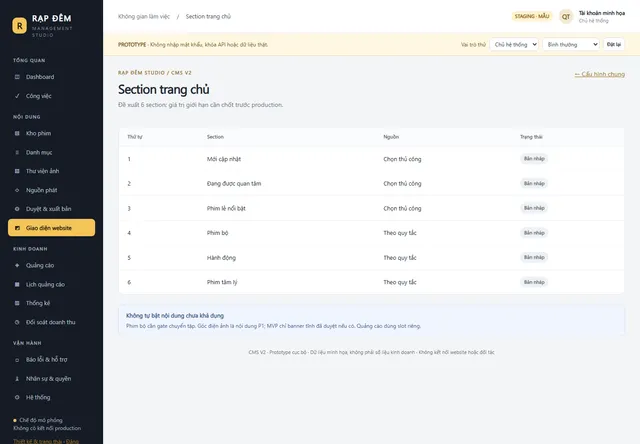 R
RẠP ĐÊM
MANAGEMENT
STUDIO
TỔNG QUAN
Dashboard
Công việc
NỘI DUNG
Kho phim
Danh mục
Thư viện ảnh
Nguồn phát
Duyệt & xuất bản
Giao diện website
KINH DOANH
Quảng cáo
Lịch quảng cáo
Thống kê
Đối soát doanh thu
VẬN HÀNH
Báo lỗi & hỗ trợ
Nhân sự & quyền
Hệ thống
Chế độ mô phỏng
Không có kết nối production
Thiết kế & trạng thái · Đăng
Không gian làm việc / Section trang chủ
STAGING · MẪU
QT
Tài khoản minh họa
Chủ hệ thống
PROTOTYPE · Không nhập mật khẩu, khóa API hoặc dữ liệu thật.
Vai trò thử
Chủ hệ thống
Bình thường
Đặt lại
RẠP ĐÊM STUDIO / CMS V2
Section trang chủ
← Cấu hình chung
Đề xuất 6 section; giá trị giới hạn cần chốt trước production.
Thứ tự Section Nguồn Trạng thái
1 Mới cập nhật Chọn thủ công Bản nháp
2 Đang được quan tâm Chọn thủ công Bản nháp
3 Phim lẻ nổi bật Chọn thủ công Bản nháp
4 Phim bộ Theo quy tắc Bản nháp
5 Hành động Theo quy tắc Bản nháp
6 Phim tâm lý Theo quy tắc Bản nháp
Không tự bật nội dung chưa khả dụng
Phim bộ cần gate chuyển tập. Góc điện ảnh là nội dung P1; MVP chỉ banner tĩnh đã duyệt nếu có. Quảng cáo dùng slot riêng.
CMS V2 · Prototype cục bộ · Dữ liệu minh họa, không phải số liệu kinh doanh · Không kết nối website hoặc đối tác